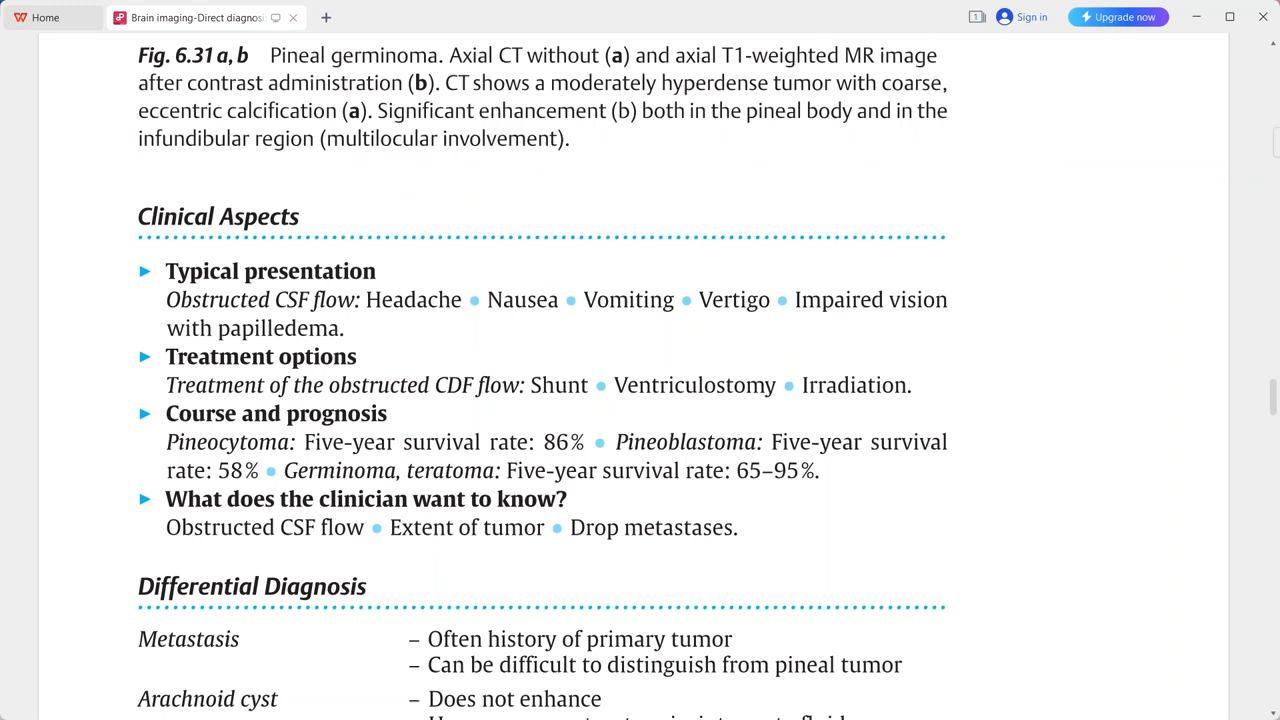 Home
Brain imaging-Direct diagnosi
Sign in
Upgrade now
Fig. 6.31 a, b Pineal germinoma. Axial CT without (a) and axial T1-weighted MR image
after contrast administration (b). CT shows a moderately hyperdense tumor with coarse,
eccentric calcification (a). Significant enhancement (b) both in the pineal body and in the
infundibular region (multilocular involvement).
Clinical Aspects
► Typical presentation
Obstructed CSF flow: Headache • Nausea • Vomiting • Vertigo • Impaired vision
with papilledema.
► Treatment options
Treatment of the obstructed CDF flow: Shunt • Ventriculostomy • Irradiation.
► Course and prognosis
Pineocytoma: Five-year survival rate: 86% • Pineoblastoma: Five-year survival
rate: 58% • Germinoma, teratoma: Five-year survival rate: 65–95%.
► What does the clinician want to know?
Obstructed CSF flow • Extent of tumor • Drop metastases.
Differential Diagnosis
Metastasis – Often history of primary tumor
– Can be difficult to distinguish from pineal tumor
Arachnoid cyst – Does not enhance